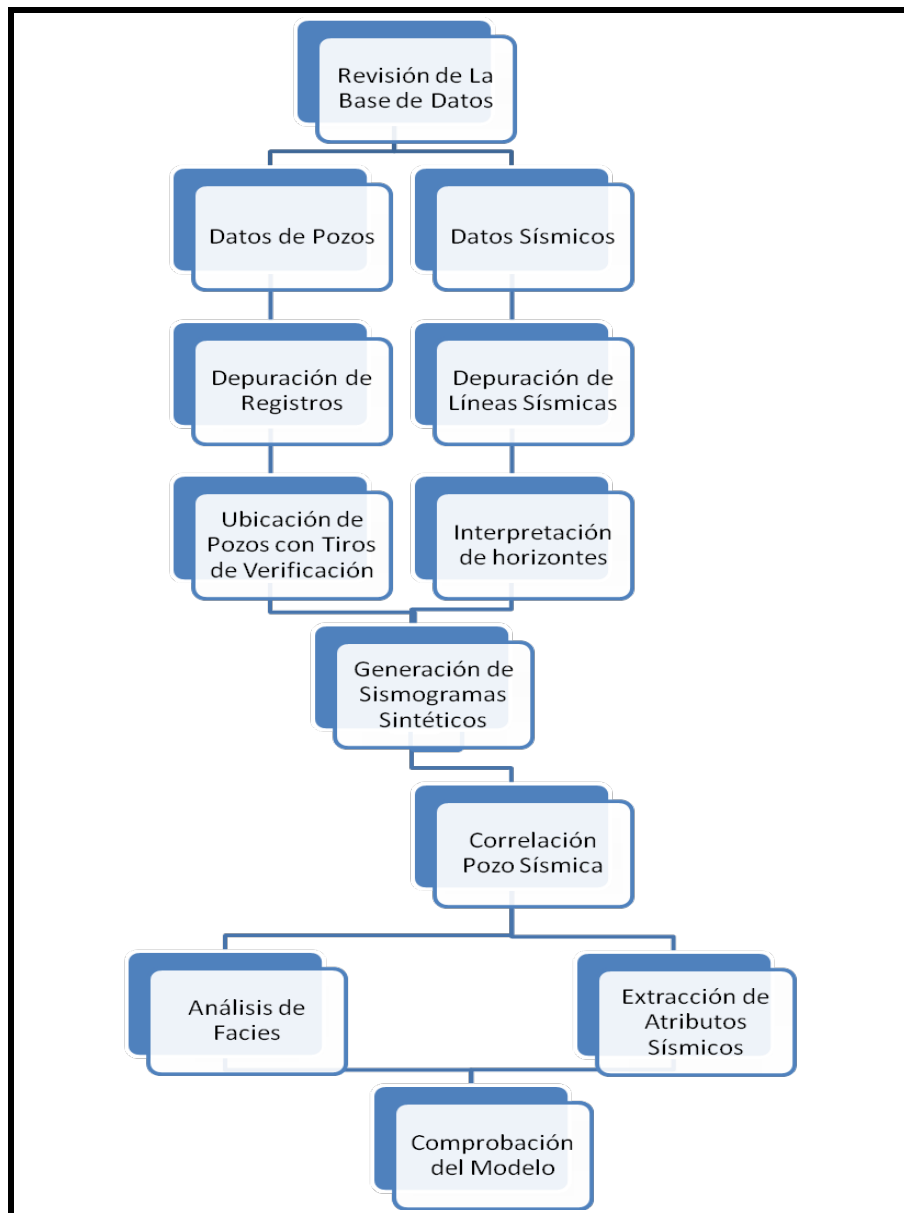 Revisión de La
Base de Datos
Datos de Pozos
Datos Sísmicos
Depuración de
Registros
Depuración de
Líneas Sísmicas
Ubicación de
Pozos con Tiros
de Verificación
Interpretación
de horizontes
Generación de
Sismogramas
Sintéticos
Correlación
Pozo Sísmica
Análisis de
Facies
Extracción de
Atributos
Sísmicos
Comprobación
del Modelo